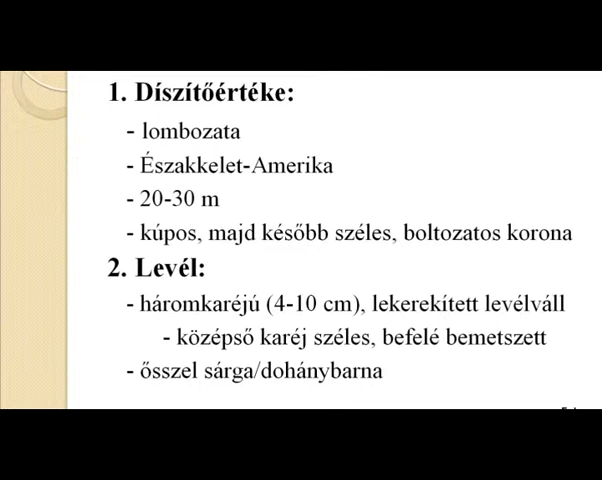 1. Díszítőértéke:
- lombozata
- Északkelet-Amerika
- 20-30 m
- kúpos, majd később széles, boltozatos korona
2. Levél:
- háromkaréjú (4-10 cm), lekerekített levélváll
- középső karéj széles, befelé bemetszett
- ősszel sárga/dohánybarna